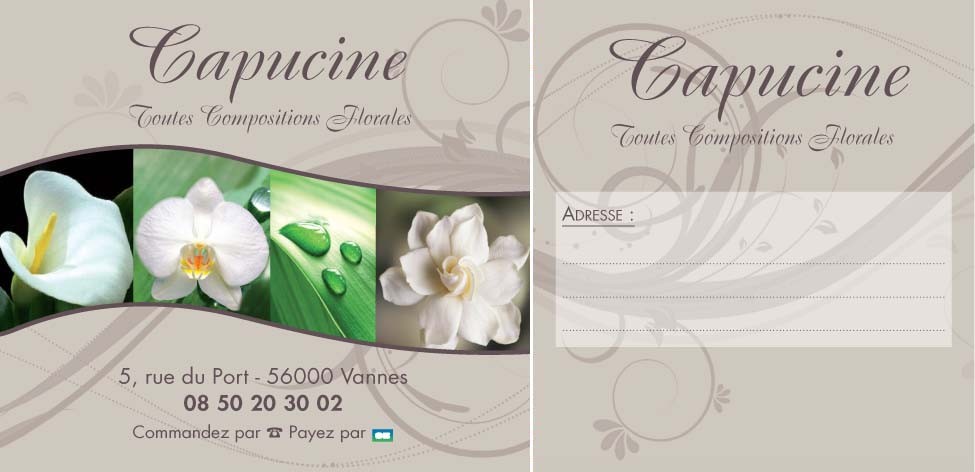 Capucine
Toutes Compositions Florales
5, rue du Port - 56000 Vannes
08 50 20 30 02
Commandez par ☎ Payez par
Capucine
Toutes Compositions Florales
ADRESSE :